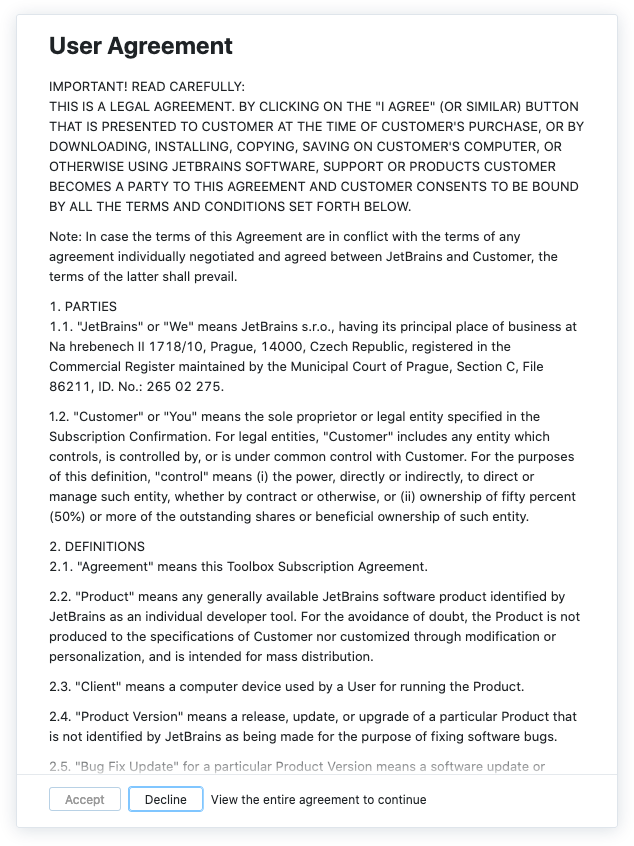 User Agreement
IMPORTANT! READ CAREFULLY:
THIS IS A LEGAL AGREEMENT. BY CLICKING ON THE "I AGREE" (OR SIMILAR) BUTTON
THAT IS PRESENTED TO CUSTOMER AT THE TIME OF CUSTOMER'S PURCHASE, OR BY
DOWNLOADING, INSTALLING, COPYING, SAVING ON CUSTOMER'S COMPUTER, OR
OTHERWISE USING JETBRAINS SOFTWARE, SUPPORT OR PRODUCTS CUSTOMER
BECOMES A PARTY TO THIS AGREEMENT AND CUSTOMER CONSENTS TO BE BOUND
BY ALL THE TERMS AND CONDITIONS SET FORTH BELOW.
Note: In case the terms of this Agreement are in conflict with the terms of any
agreement individually negotiated and agreed between JetBrains and Customer, the
terms of the latter shall prevail.
1. PARTIES
1.1. "JetBrains" or "We" means JetBrains s.r.o., having its principal place of business at
Na hrebenech II 1718/10, Prague, 14000, Czech Republic, registered in the
Commercial Register maintained by the Municipal Court of Prague, Section C, File
86211, ID. No.: 265 02 275.
1.2. "Customer" or "You" means the sole proprietor or legal entity specified in the
Subscription Confirmation. For legal entities, "Customer" includes any entity which
controls, is controlled by, or is under common control with Customer. For the purposes
of this definition, "control" means (i) the power, directly or indirectly, to direct or
manage such entity, whether by contract or otherwise, or (ii) ownership of fifty percent
(50%) or more of the outstanding shares or beneficial ownership of such entity.
2. DEFINITIONS
2.1. "Agreement" means this Toolbox Subscription Agreement.
2.2. "Product" means any generally available JetBrains software product identified by
JetBrains as an individual developer tool. For the avoidance of doubt, the Product is not
produced to the specifications of Customer nor customized through modification or
personalization, and is intended for mass distribution.
2.3. "Client" means a computer device used by a User for running the Product.
2.4. "Product Version" means a release, update, or upgrade of a particular Product that
is not identified by JetBrains as being made for the purpose of fixing software bugs.
2.5. "Bug Fix Update" for a particular Product Version means a software update or
Accept Decline View the entire agreement to continue